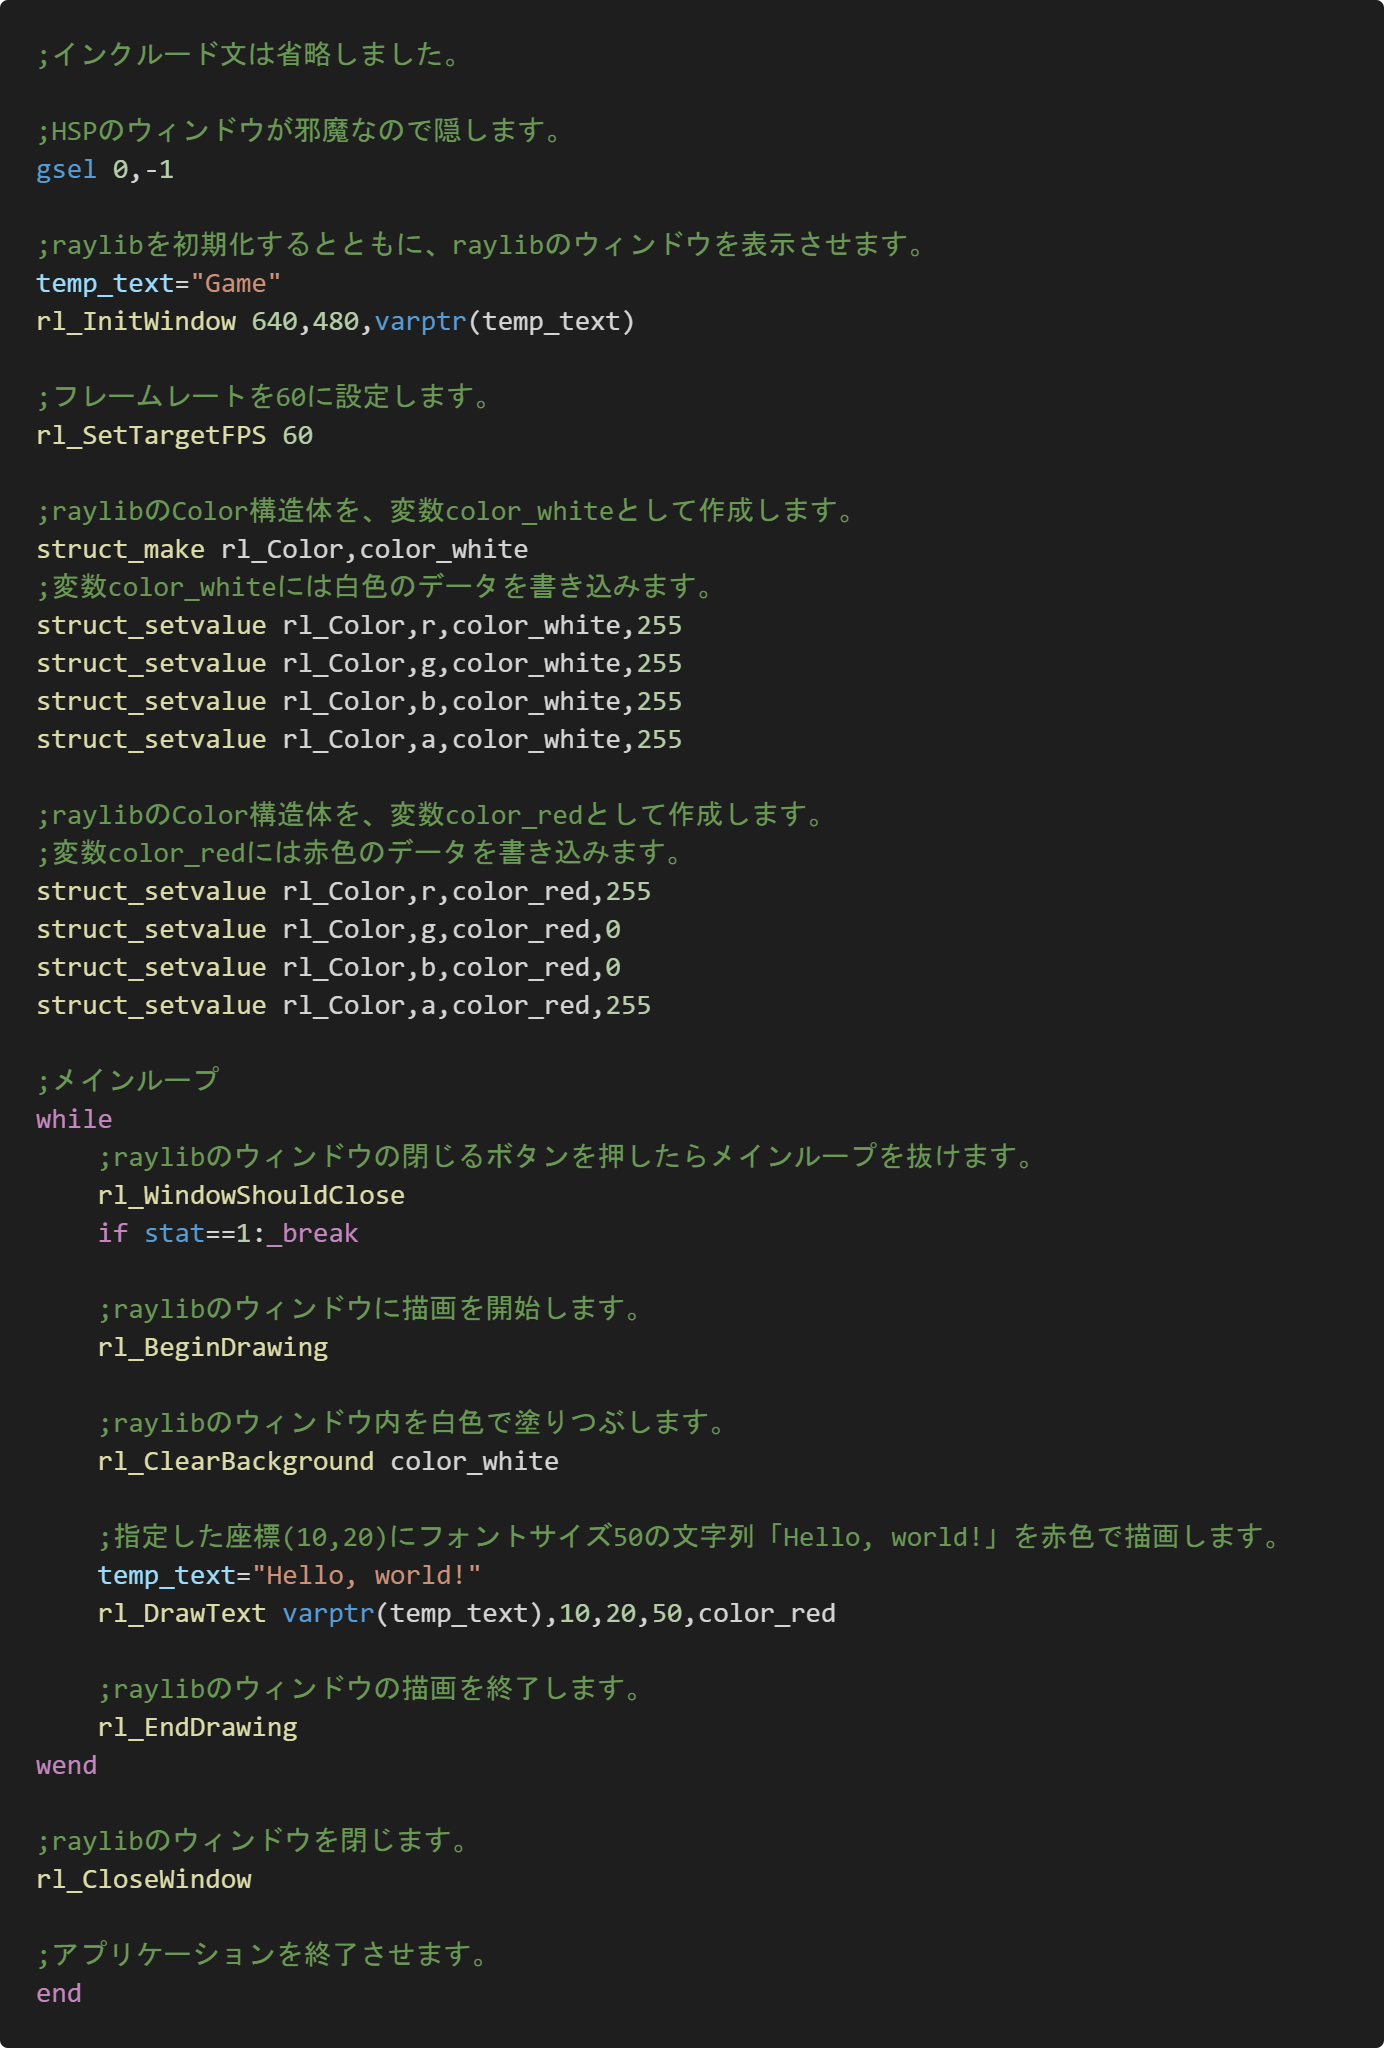 ;インクルード文は省略しました。
;HSPのウィンドウが邪魔なので隠します。
gsel 0,-1
;raylibを初期化するとともに、raylibのウィンドウを表示させます。
temp_text="Game"
rl_InitWindow 640,480,varptr(temp_text)
;フレームレートを60に設定します。
rl_SetTargetFPS 60
;raylibのColor構造体を、変数color_whiteとして作成します。
struct_make rl_Color,color_white
;変数color_whiteには白色のデータを書き込みます。
struct_setvalue rl_Color,r,color_white,255
struct_setvalue rl_Color,g,color_white,255
struct_setvalue rl_Color,b,color_white,255
struct_setvalue rl_Color,a,color_white,255
;raylibのColor構造体を、変数color_redとして作成します。
;変数color_redには赤色のデータを書き込みます。
struct_setvalue rl_Color,r,color_red,255
struct_setvalue rl_Color,g,color_red,0
struct_setvalue rl_Color,b,color_red,0
struct_setvalue rl_Color,a,color_red,255
;メインループ
while
    ;raylibのウィンドウの閉じるボタンを押したらメインループを抜けます。
    rl_WindowShouldClose
    if stat==1:_break
    ;raylibのウィンドウに描画を開始します。
    rl_BeginDrawing
    ;raylibのウィンドウ内を白色で塗りつぶします。
    rl_ClearBackground color_white
    ;指定した座標(10,20)にフォントサイズ50の文字列「Hello, world!」を赤色で描画します。
    temp_text="Hello, world!"
    rl_DrawText varptr(temp_text),10,20,50,color_red
    ;raylibのウィンドウの描画を終了します。
    rl_EndDrawing
wend
;raylibのウィンドウを閉じます。
rl_CloseWindow
;アプリケーションを終了させます。
end